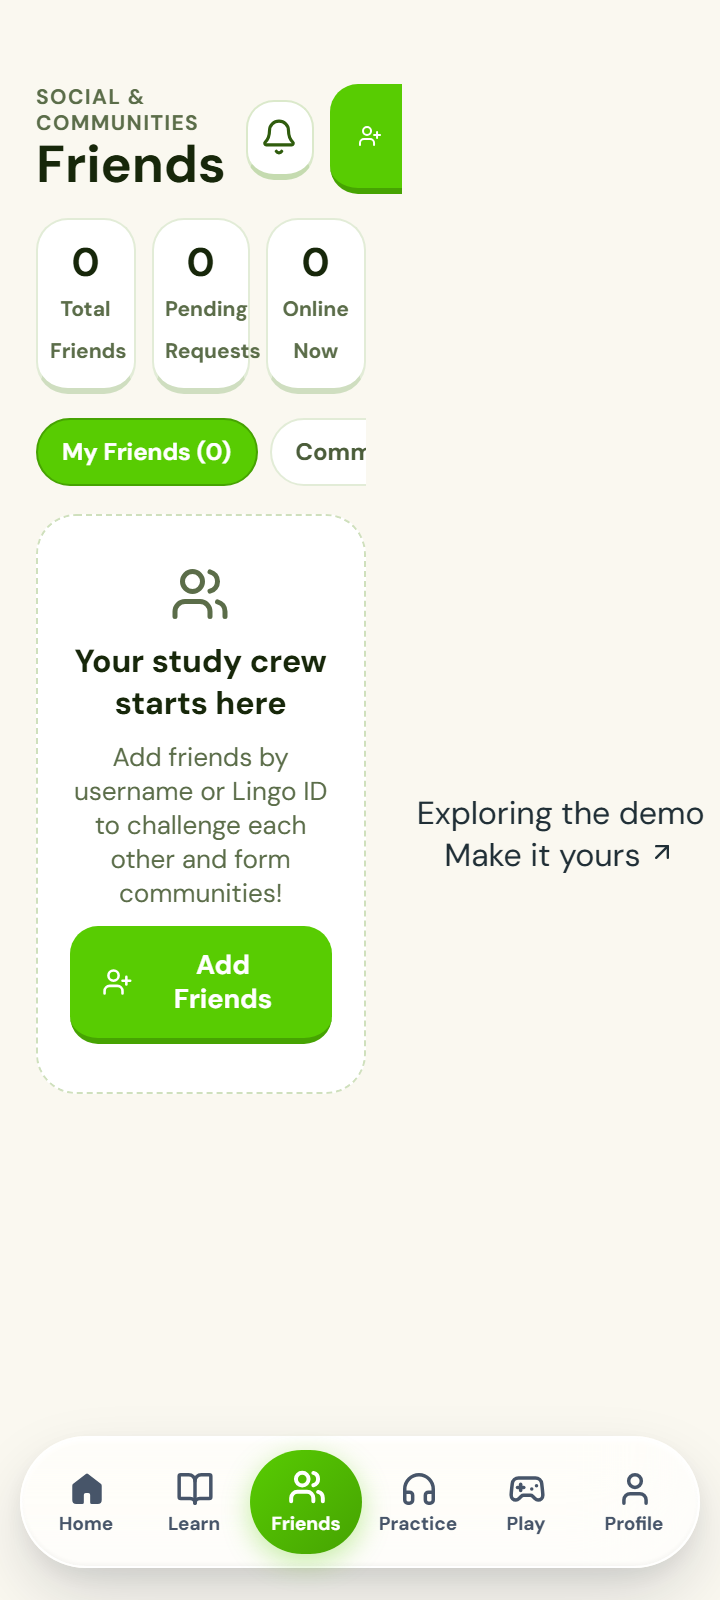 SOCIAL &
COMMUNITIES
Friends
0
Total
Friends
0
Pending
Requests
0
Online
Now
My Friends (0)
Comm
Your study crew
starts here
Add friends by
username or Lingo ID
to challenge each
other and form
communities!
Add
Friends
Exploring the demo
Make it yours ↗
Home
Learn
Friends
Practice
Play
Profile